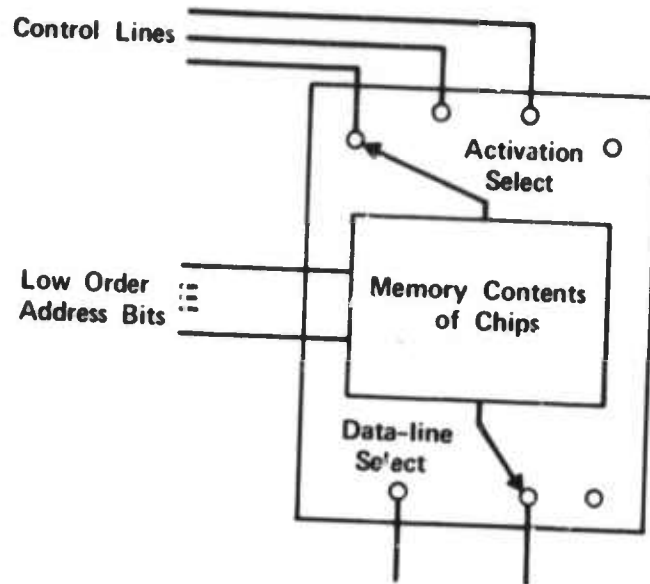 Control Lines
Activation
Select
Low Order
Address Bits
Memory Contents
of Chips
Data-line
Select